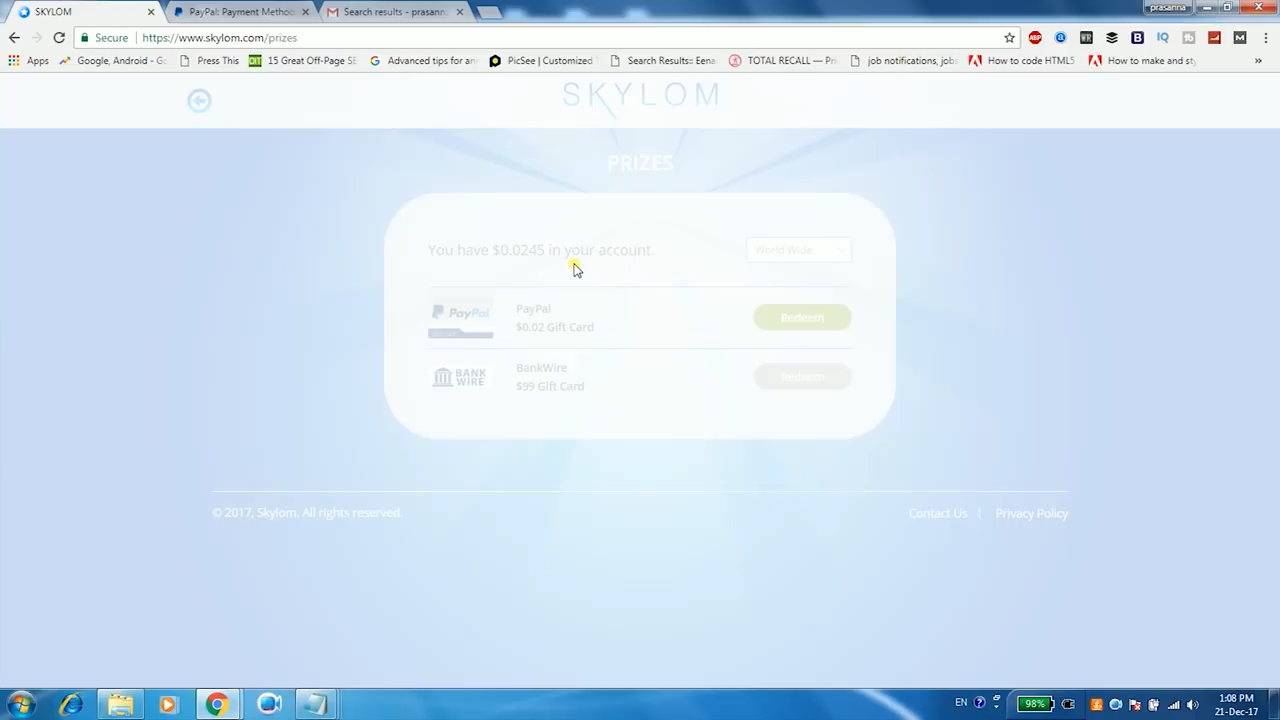 SKYLOM
PayPal: Payment Method
Search results - prasann
prasanna
Secure
https://www.skylom.com/prizes
Apps
Google, Android - G
Press This
15 Great Off-Page SE
Advanced tips for an
PicSee | Customized
Search Results: Eena
TOTAL RECALL — Pri
job notifications, jobs
How to code HTML5
How to make and sty
SKYLOM
PRIZES
You have $0.0245 in your account.
World Wide
PayPal
PayPal
$0.02 Gift Card
Redeem
BANK
WIRE
BankWire
$99 Gift Card
Redeem
© 2017, Skylom. All rights reserved.
Contact Us | Privacy Policy
EN
98%
1:08 PM
21-Dec-17